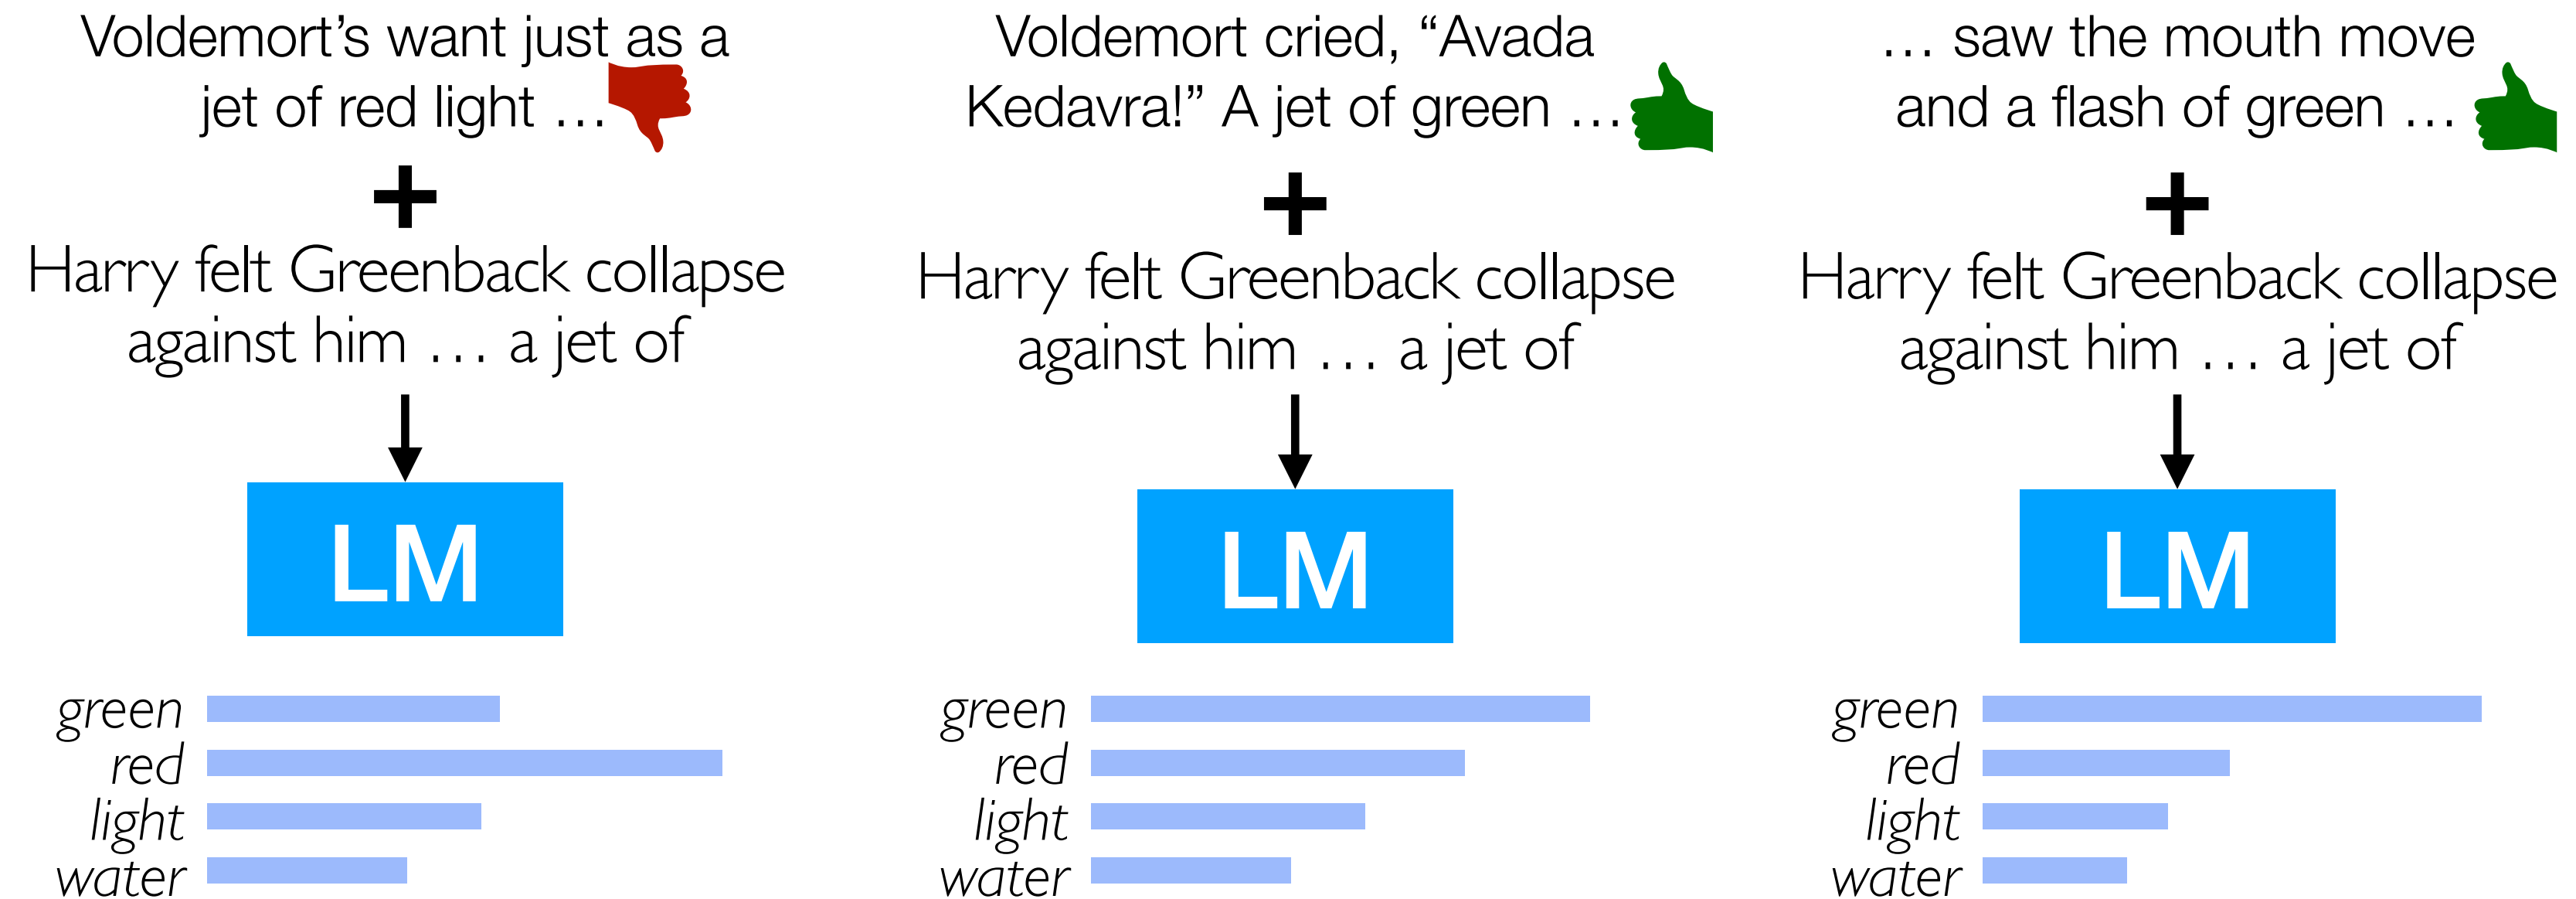 Voldemort’s want just as a
jet of red light …
+
Harry felt Greenback collapse
against him … a jet of
LM
green
red
light
water
Voldemort cried, “Avada
Kedavra!” A jet of green …
+
Harry felt Greenback collapse
against him … a jet of
LM
green
red
light
water
… saw the mouth move
and a flash of green …
+
Harry felt Greenback collapse
against him … a jet of
LM
green
red
light
water